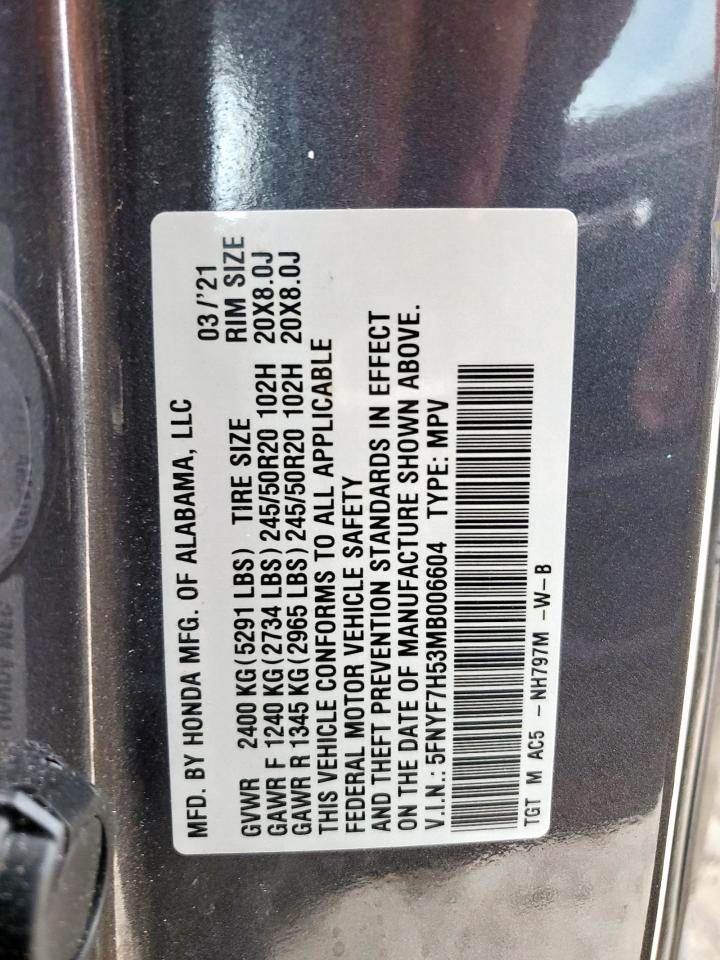 MFD. BY HONDA MFG. OF ALABAMA, LLC 03/'21
TIRE SIZE RIM SIZE
GVWR 2400 KG(5291 LBS)
GAWR F 1240 KG(2734 LBS) 245/50R20 102H 20X8.0J
GAWR R 1345 KG(2965 LBS) 245/50R20 102H 20X8.0J
THIS VEHICLE CONFORMS TO ALL APPLICABLE
FEDERAL MOTOR VEHICLE SAFETY
AND THEFT PREVENTION STANDARDS IN EFFECT
ON THE DATE OF MANUFACTURE SHOWN ABOVE.
V.I.N.: 5FNYF7H53MB006604 TYPE: MPV
TGT M AC5 -NH797M -W-B